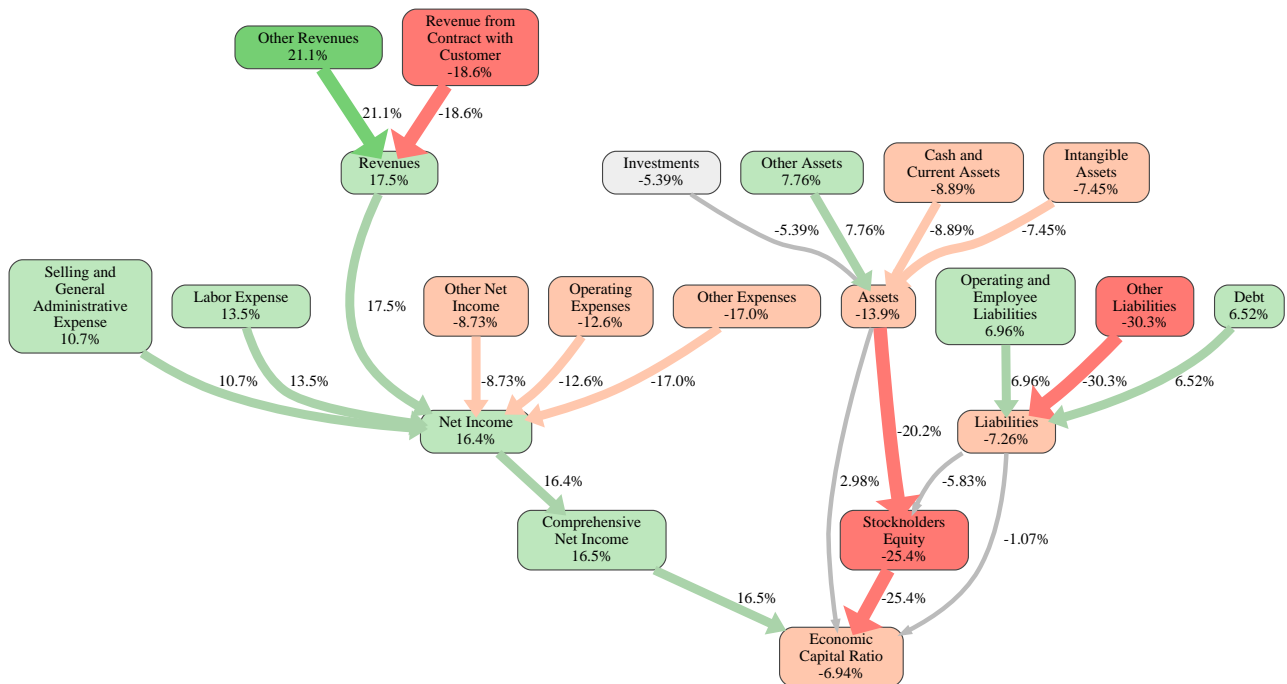 Other Revenues
21.1%
Revenue from
Contract with
Customer
-18.6%
21.1%
-18.6%
Revenues
17.5%
Investments
-5.39%
Other Assets
7.76%
Cash and
Current Assets
-8.89%
Intangible
Assets
-7.45%
-5.39%
7.76%
-8.89%
-7.45%
Selling and
General
Administrative
Expense
10.7%
Labor Expense
13.5%
17.5%
Other Net
Income
-8.73%
Operating
Expenses
-12.6%
Other Expenses
-17.0%
Assets
-13.9%
Operating and
Employee
Liabilities
6.96%
Other
Liabilities
-30.3%
Debt
6.52%
10.7%
13.5%
-8.73%
-12.6%
-17.0%
6.96%
-30.3%
6.52%
Net Income
16.4%
-20.2%
Liabilities
-7.26%
16.4%
2.98%
-5.83%
Comprehensive
Net Income
16.5%
Stockholders
Equity
-25.4%
-1.07%
16.5%
-25.4%
Economic
Capital Ratio
-6.94%